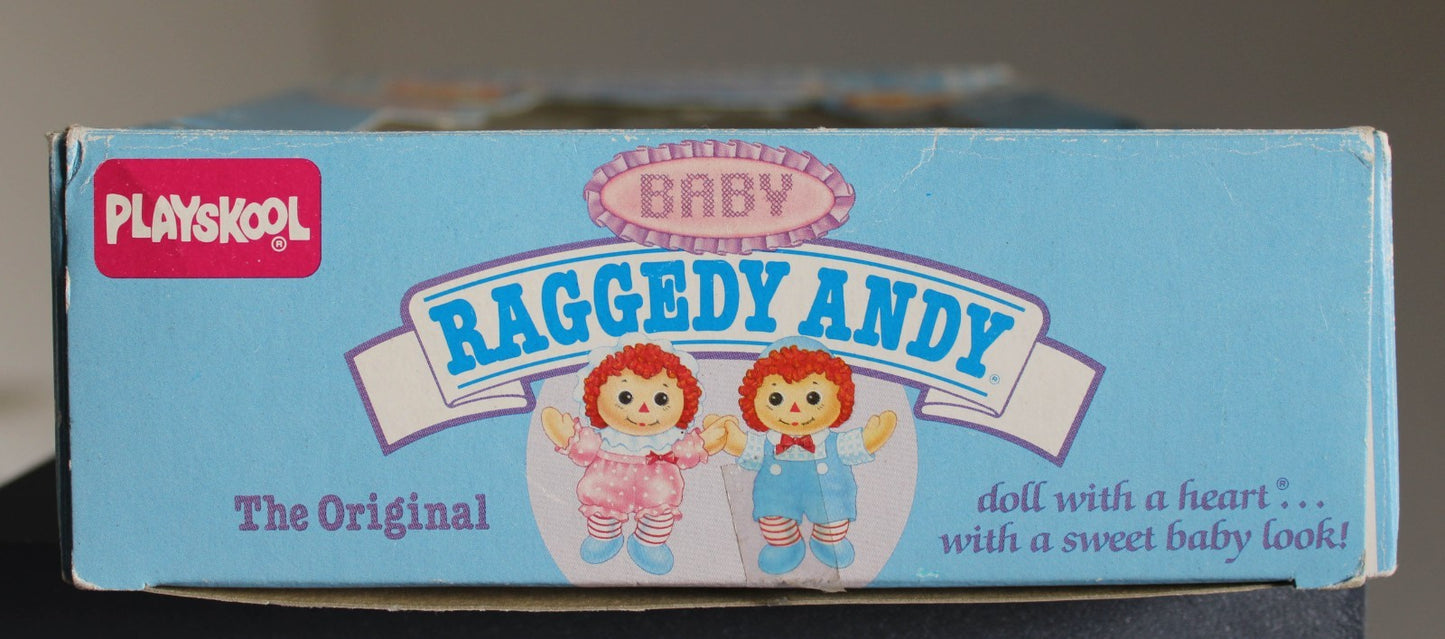 PLAYSKOOL®
BABY
RAGGEDY ANDY®
The Original
doll with a heart®...
with a sweet baby look!